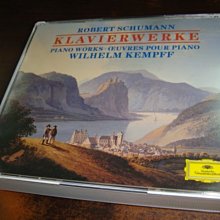 ROBERT SCHUMANN
KLAVIERWERKE
PIANO WORKS · ŒUVRES POUR PIANO
WILHELM KEMPFF